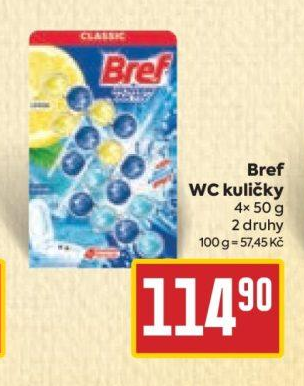 CLASSIC
Bref
Bref
WC kuličky
4× 50 g
2 druhy
100 g = 57,45 Kč
114 90